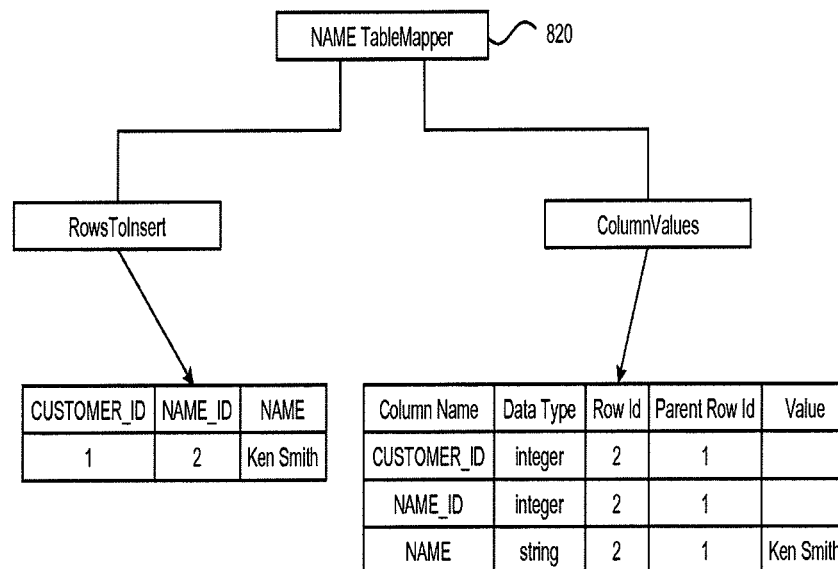 NAME TableMapper
820
RowsToInsert
ColumnValues
CUSTOMER_ID NAME_ID NAME
1 2 Ken Smith
Column Name Data Type Row Id Parent Row Id Value
CUSTOMER_ID integer 2 1
NAME_ID integer 2 1
NAME string 2 1 Ken Smith